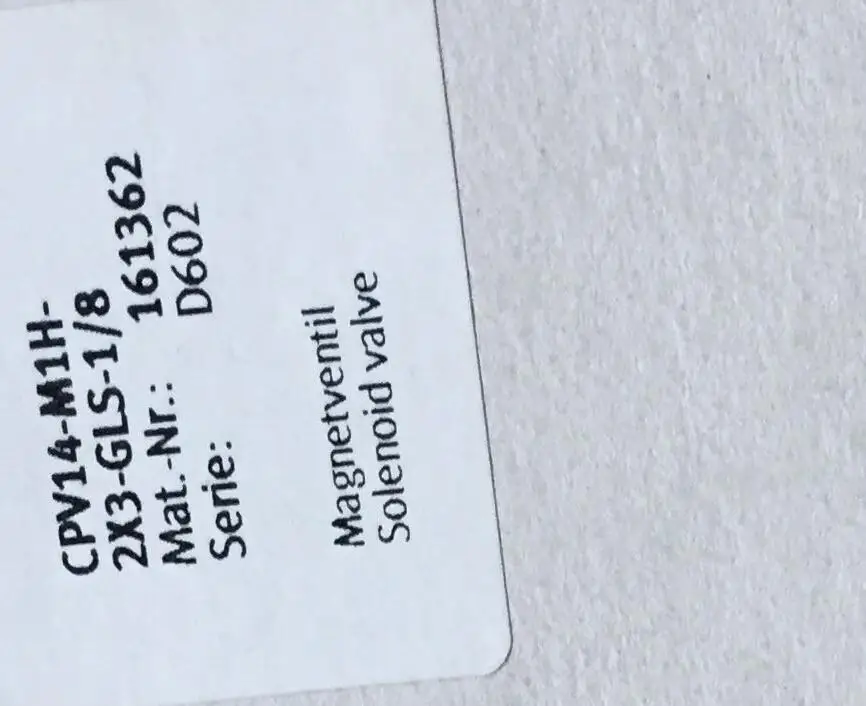 CPV14-M1H-
2X3-GLS-1/8
Mat.-Nr.: 161362
Serie: D602
Magnetventil
Solenoid valve